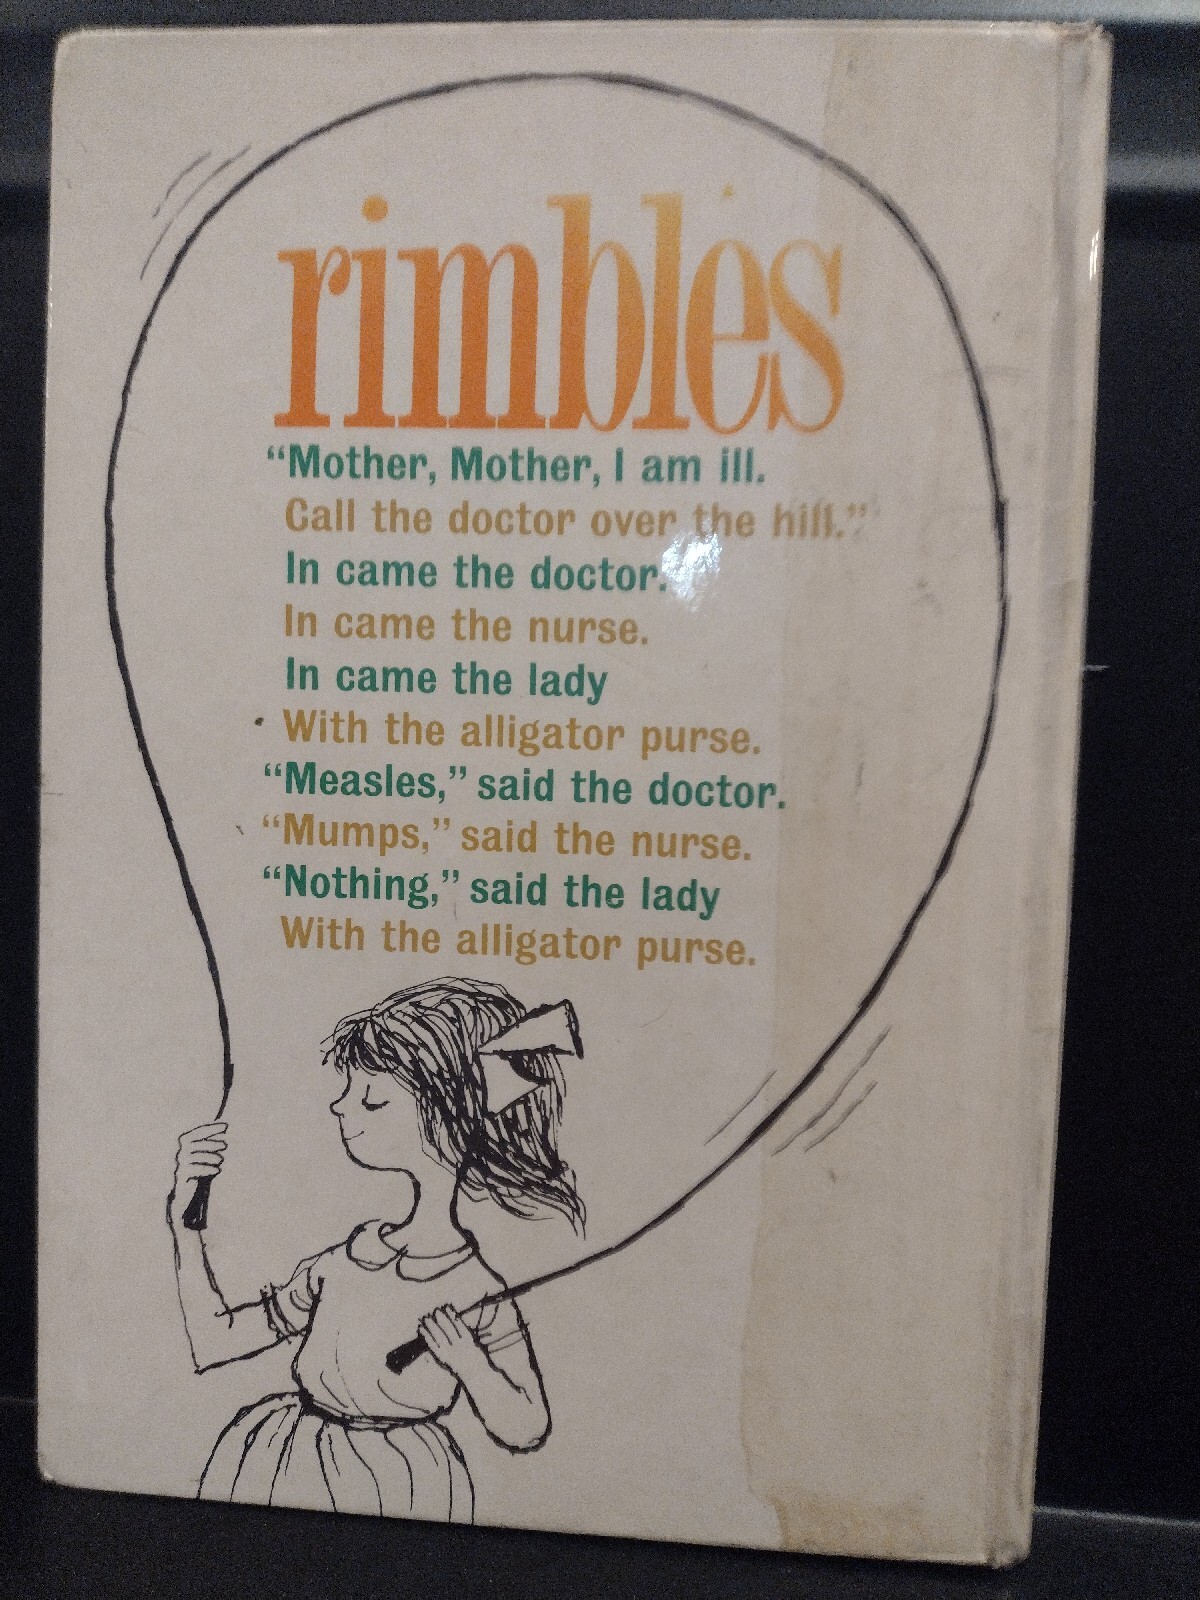 rimbles
“Mother, Mother, I am ill.
Call the doctor over the hill.”
In came the doctor.
In came the nurse.
In came the lady
With the alligator purse.
“Measles,” said the doctor.
“Mumps,” said the nurse.
“Nothing,” said the lady
With the alligator purse.